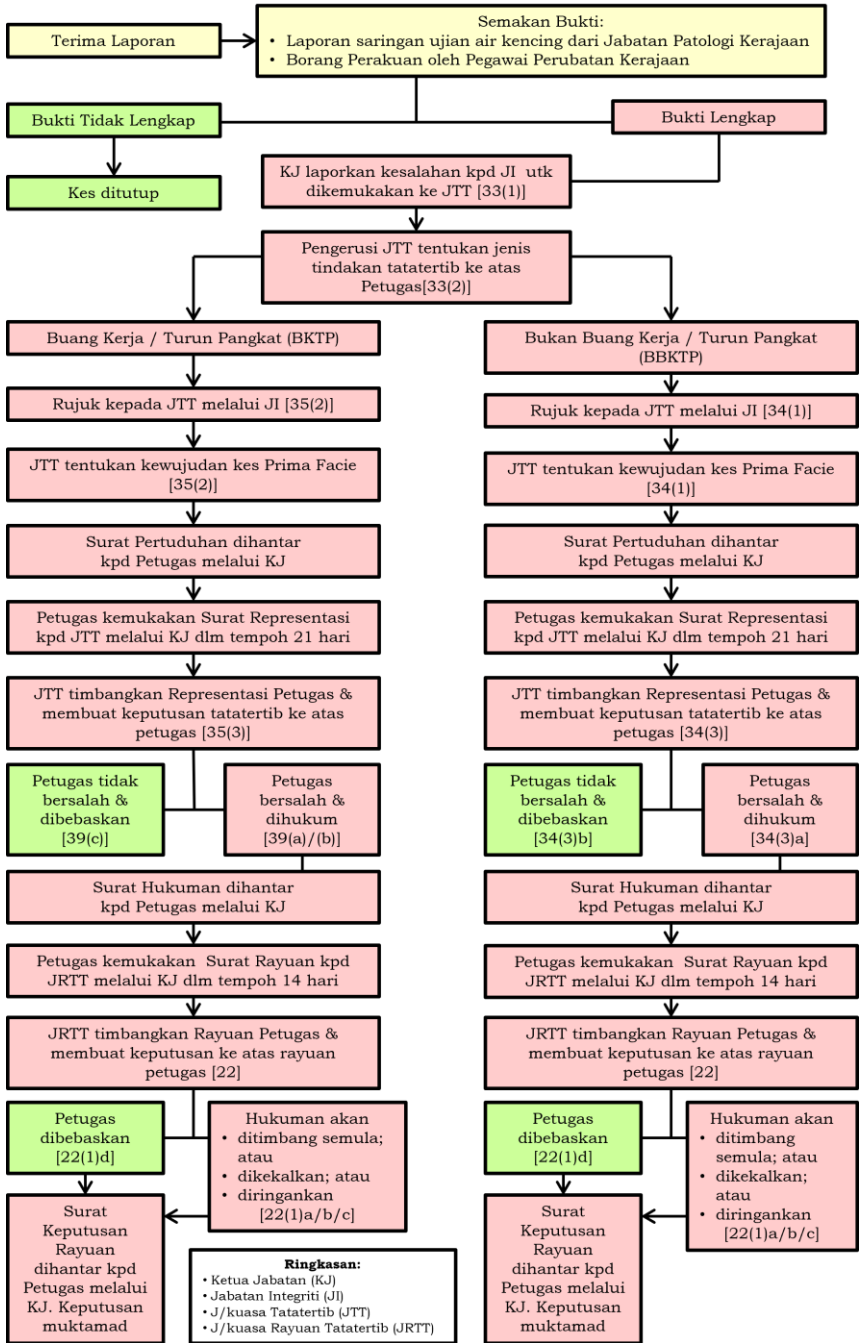 Terima Laporan
Semakan Bukti:
• Laporan saringan ujian air kencing dari Jabatan Patologi Kerajaan
• Borang Perakuan oleh Pegawai Perubatan Kerajaan
Bukti Tidak Lengkap
Bukti Lengkap
Kes ditutup
KJ laporkan kesalahan kpd JI utk
dikemukakan ke JTT [33(1)]
Pengerusi JTT tentukan jenis
tindakan tatatertib ke atas
Petugas[33(2)]
Buang Kerja / Turun Pangkat (BKTP)
Rujuk kepada JTT melalui JI [35(2)]
JTT tentukan kewujudan kes Prima Facie
[35(2)]
Surat Pertuduhan dihantar
kpd Petugas melalui KJ
Petugas kemukakan Surat Representasi
kpd JTT melalui KJ dlm tempoh 21 hari
JTT timbangkan Representasi Petugas &
membuat keputusan tatatertib ke atas
petugas [35(3)]
Petugas tidak
bersalah &
dibebaskan
[39(c)]
Petugas
bersalah &
dihukum
[39(a)/(b)]
Surat Hukuman dihantar
kpd Petugas melalui KJ
Petugas kemukakan Surat Rayuan kpd
JRTT melalui KJ dlm tempoh 14 hari
JRTT timbangkan Rayuan Petugas &
membuat keputusan ke atas rayuan
petugas [22]
Petugas
dibebaskan
[22(1)d]
Hukuman akan
• ditimbang semula;
atau
• dikekalkan; atau
• diringankan
[22(1)a/b/c]
Surat
Keputusan
Rayuan
dihantar kpd
Petugas melalui
KJ. Keputusan
muktamad
Bukan Buang Kerja / Turun Pangkat
(BBKTP)
Rujuk kepada JTT melalui JI [34(1)]
JTT tentukan kewujudan kes Prima Facie
[34(1)]
Surat Pertuduhan dihantar
kpd Petugas melalui KJ
Petugas kemukakan Surat Representasi
kpd JTT melalui KJ dlm tempoh 21 hari
JTT timbangkan Representasi Petugas &
membuat keputusan tatatertib ke atas
petugas [34(3)]
Petugas tidak
bersalah &
dibebaskan
[34(3)b]
Petugas
bersalah &
dihukum
[34(3)a]
Surat Hukuman dihantar
kpd Petugas melalui KJ
Petugas kemukakan Surat Rayuan kpd
JRTT melalui KJ dlm tempoh 14 hari
JRTT timbangkan Rayuan Petugas &
membuat keputusan ke atas rayuan
petugas [22]
Petugas
dibebaskan
[22(1)d]
Hukuman akan
• ditimbang
semula; atau
• dikekalkan;
atau
• diringankan
[22(1)a/b/c]
Surat
Keputusan
Rayuan
dihantar kpd
Petugas melalui
KJ. Keputusan
muktamad
Ringkasan:
• Ketua Jabatan (KJ)
• Jabatan Integriti (JI)
• J/kuasa Tatatertib (JTT)
• J/kuasa Rayuan Tatatertib (JRTT)